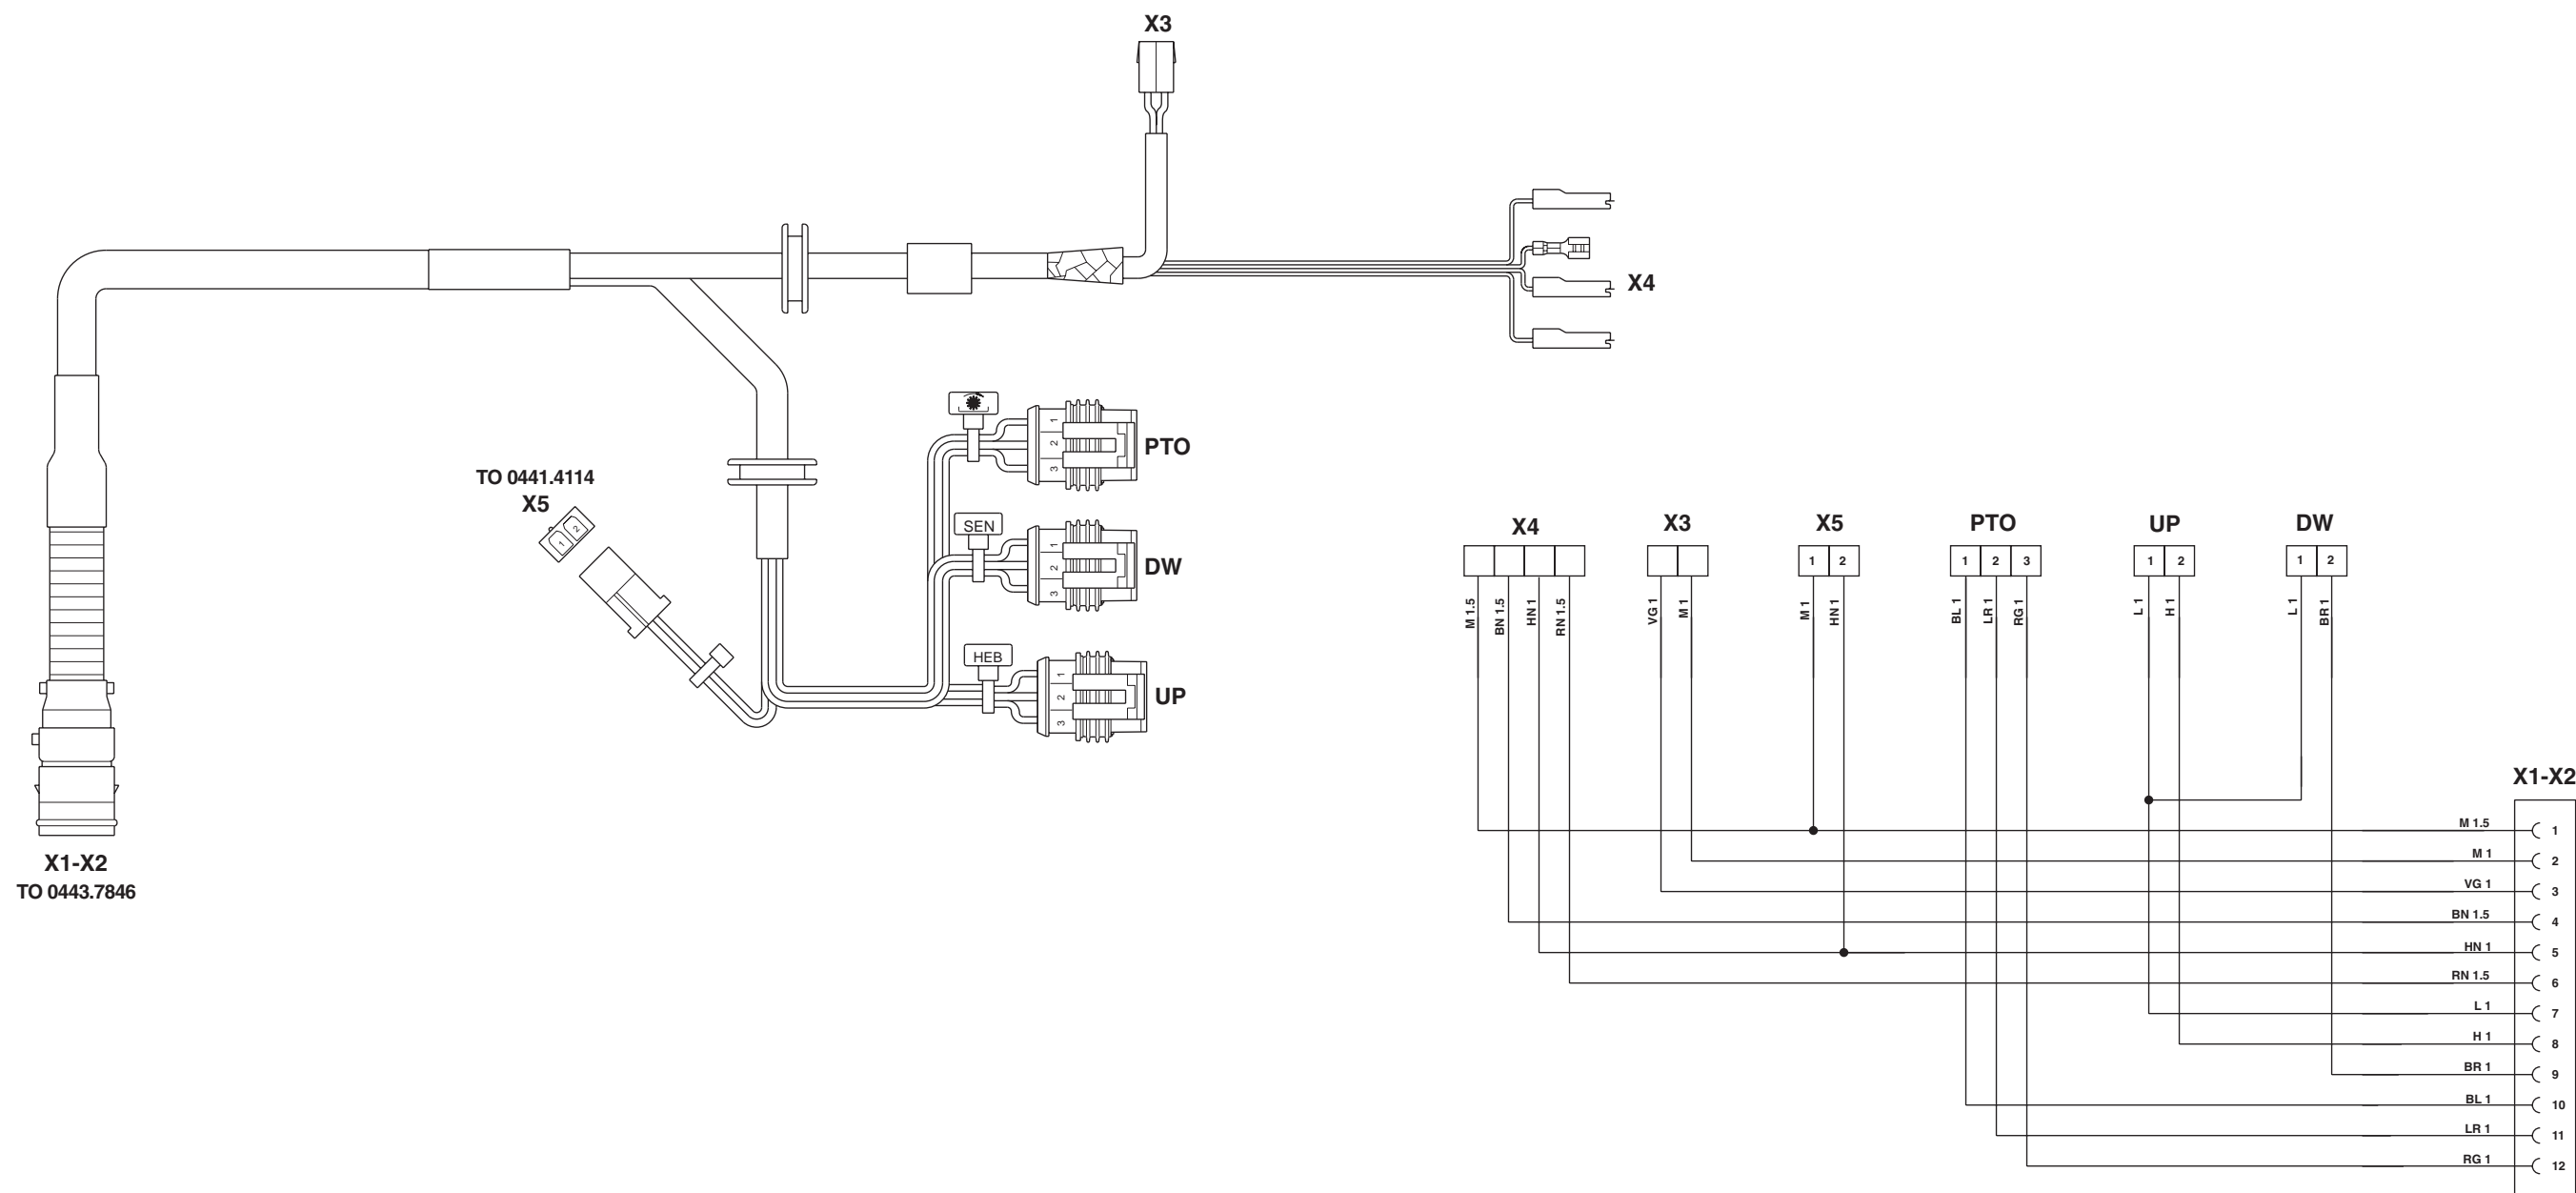 X3
X4
PTO
1
2
3
TO 0441.4114
X5
1
2
SEN
DW
1
2
3
HEB
UP
1
2
3
X1-X2
TO 0443.7846
X4 X3 X5 PTO UP DW
1 2 1 2 3 1 2 1 2
M 1.5 BN 1.5 HN 1 RN 1.5 VG 1 M 1 M 1 HN 1 BL 1 LR 1 RG 1 L 1 H 1 L 1 BR 1
X1-X2
M 1.5 1
M 1 2
VG 1 3
BN 1.5 4
HN 1 5
RN 1.5 6
L 1 7
H 1 8
BR 1 9
BL 1 10
LR 1 11
RG 1 12